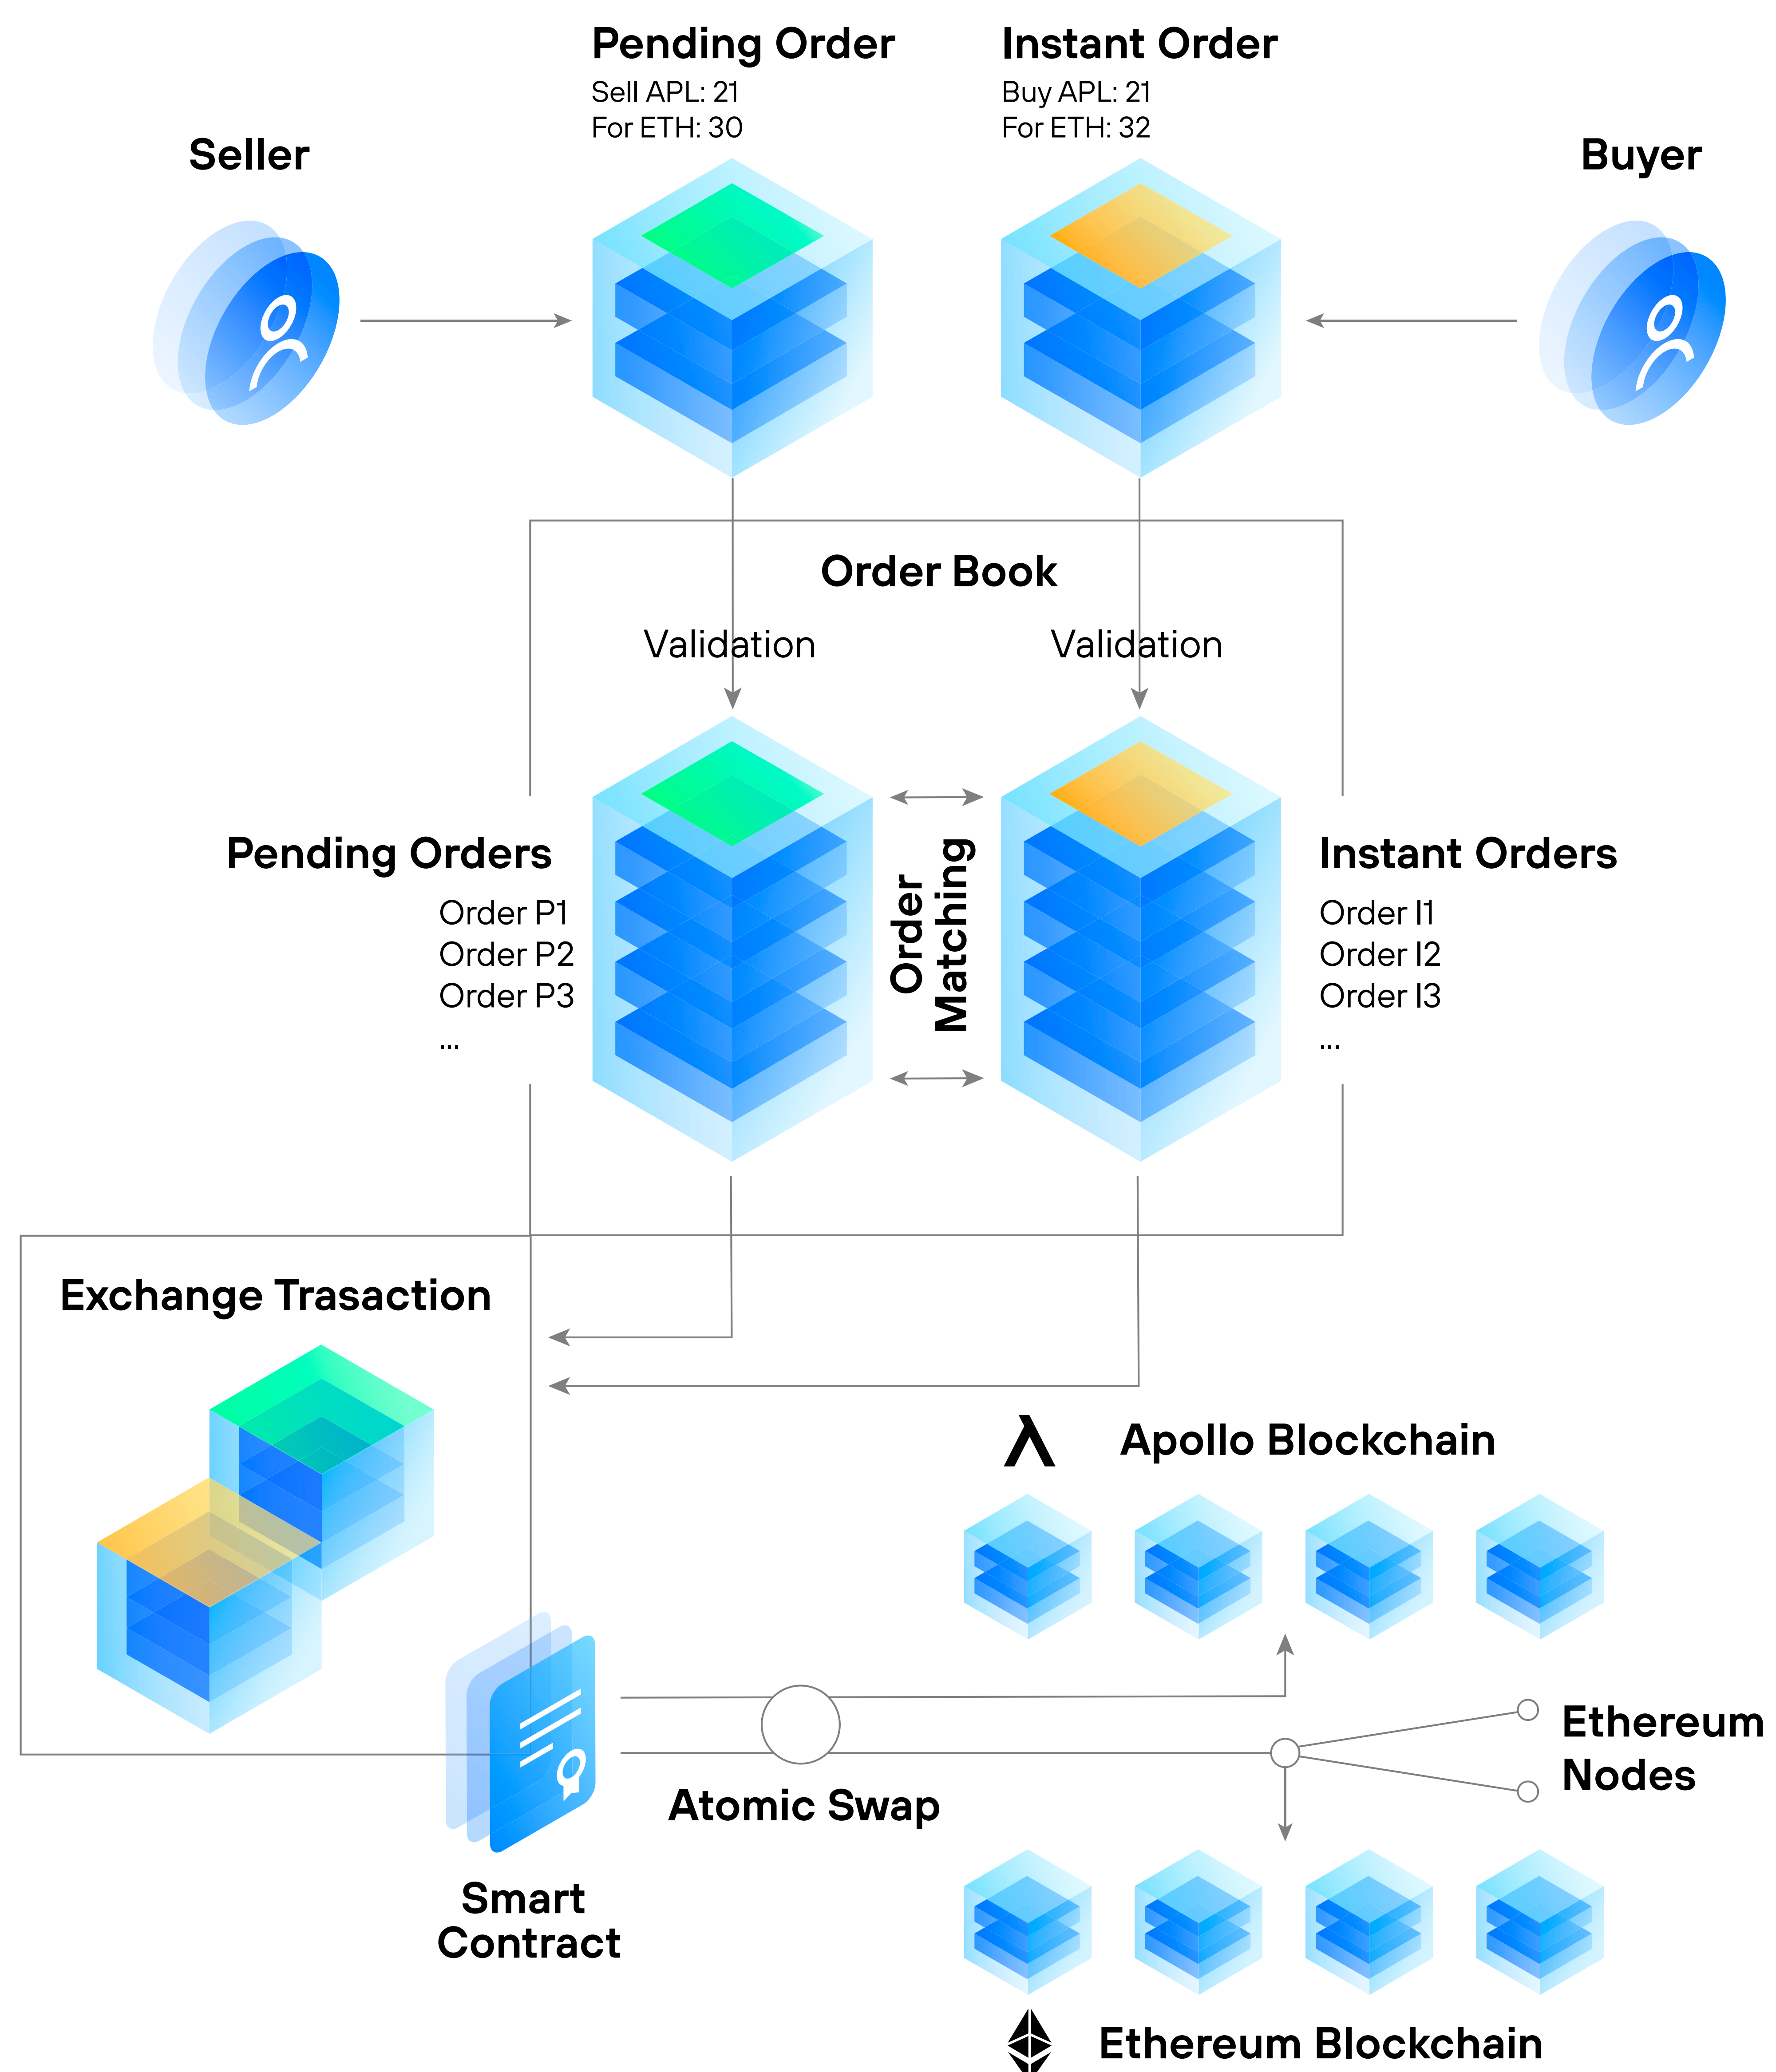 Pending Order
Sell APL: 21
For ETH: 30
Instant Order
Buy APL: 21
For ETH: 32
Seller
Buyer
Order Book
Validation
Validation
Pending Orders
Order P1
Order P2
Order P3
...
Order
Matching
Instant Orders
Order I1
Order I2
Order I3
...
Exchange Trasaction
Apollo Blockchain
Ethereum
Nodes
Atomic Swap
Smart
Contract
Ethereum Blockchain